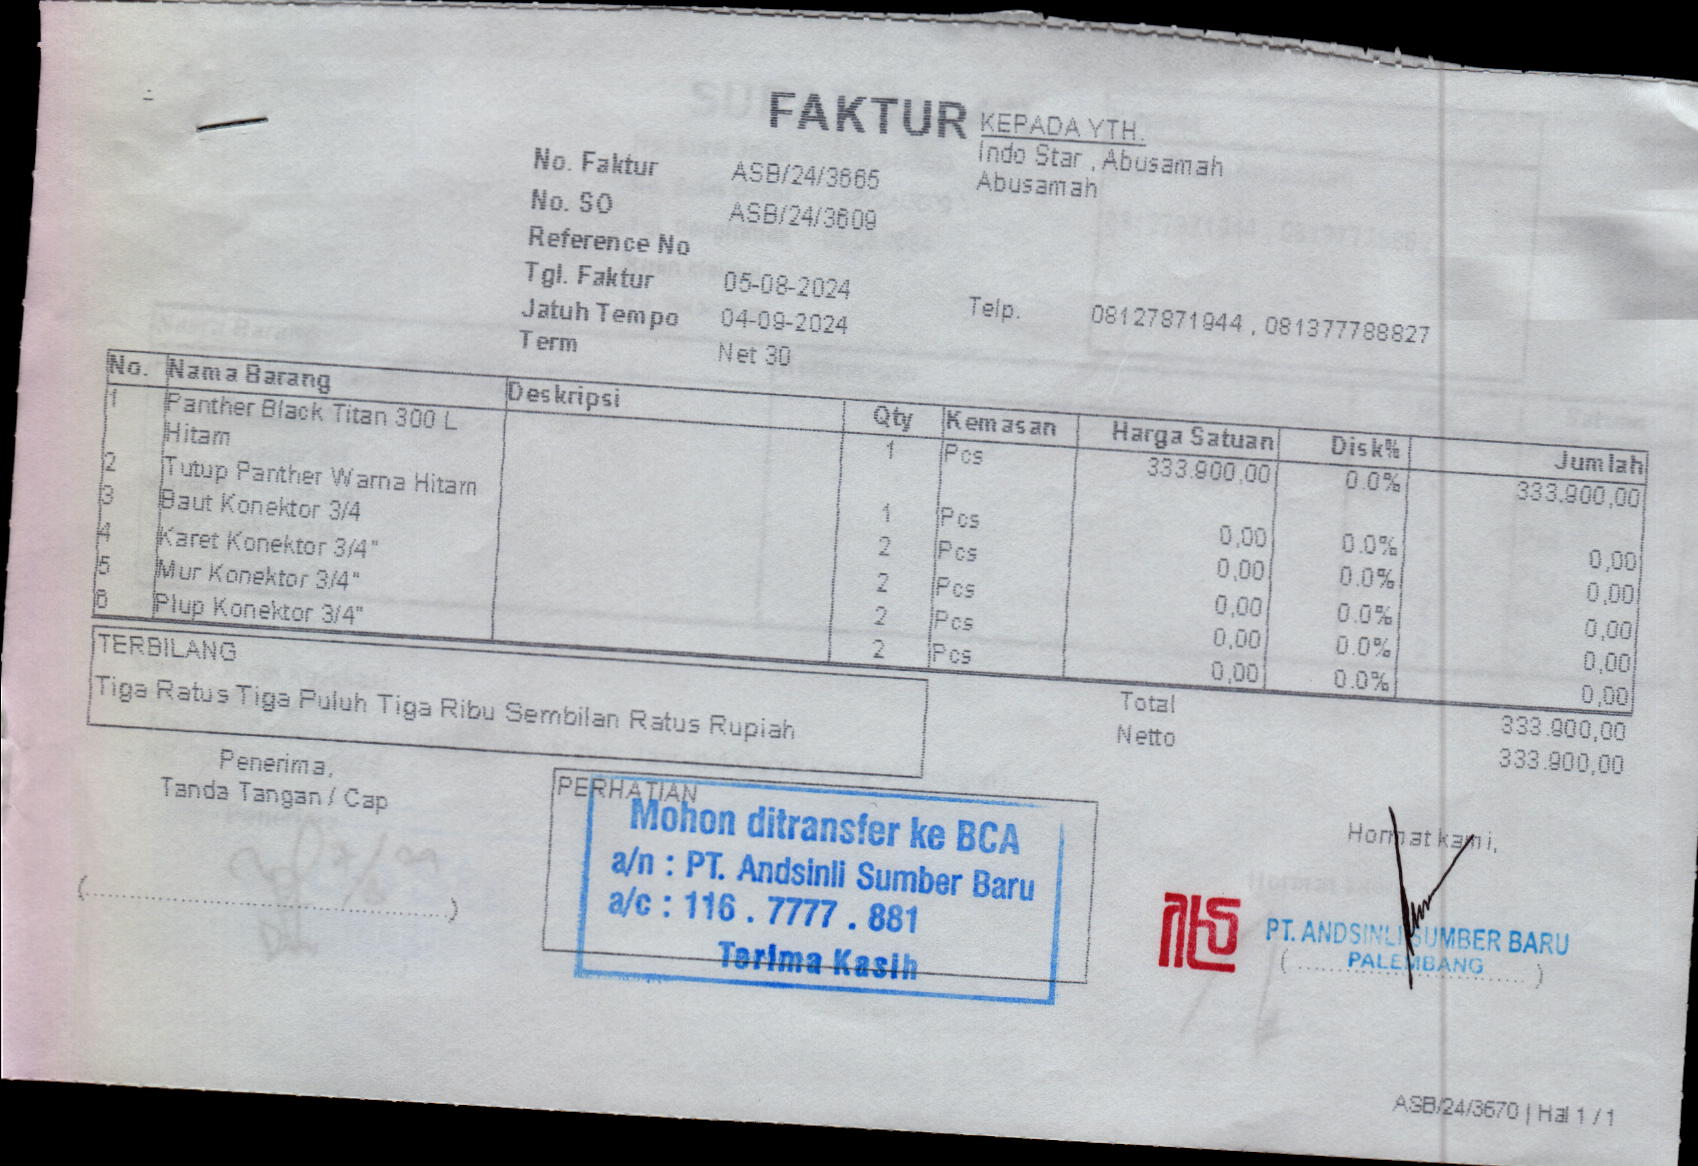 FAKTUR
KEPADA YTH.
Indo Star , Abusamah
Abusamah
No. Faktur ASB/24/3665
No. SO ASB/24/3609
Reference No
Tgl. Faktur 05-08-2024
Jatuh Tempo 04-09-2024
Term Net 30
Telp. 08127871944 , 081377788827
No. Nama Barang Deskripsi Qty Kemasan Harga Satuan Disk% Jumlah
1 Panther Black Titan 300 L Hitam 1 Pcs 333.900,00 0.0% 333.900,00
2 Tutup Panther Warna Hitam 1 Pcs 0,00 0.0% 0,00
3 Baut Konektor 3/4 2 Pcs 0,00 0.0% 0,00
4 Karet Konektor 3/4" 2 Pcs 0,00 0.0% 0,00
5 Mur Konektor 3/4" 2 Pcs 0,00 0.0% 0,00
6 Plup Konektor 3/4" 2 Pcs 0,00 0.0% 0,00
TERBILANG
Tiga Ratus Tiga Puluh Tiga Ribu Sembilan Ratus Rupiah
Total 333.900,00
Netto 333.900,00
Penerima,
Tanda Tangan / Cap
PERHATIAN
Mohon ditransfer ke BCA
a/n : PT. Andsinli Sumber Baru
a/c : 116 . 7777 . 881
Terima Kasih
Hormat kami,
PT. ANDSINLI SUMBER BARU
PALEMBANG
ASB/24/3670 | Hal 1 / 1